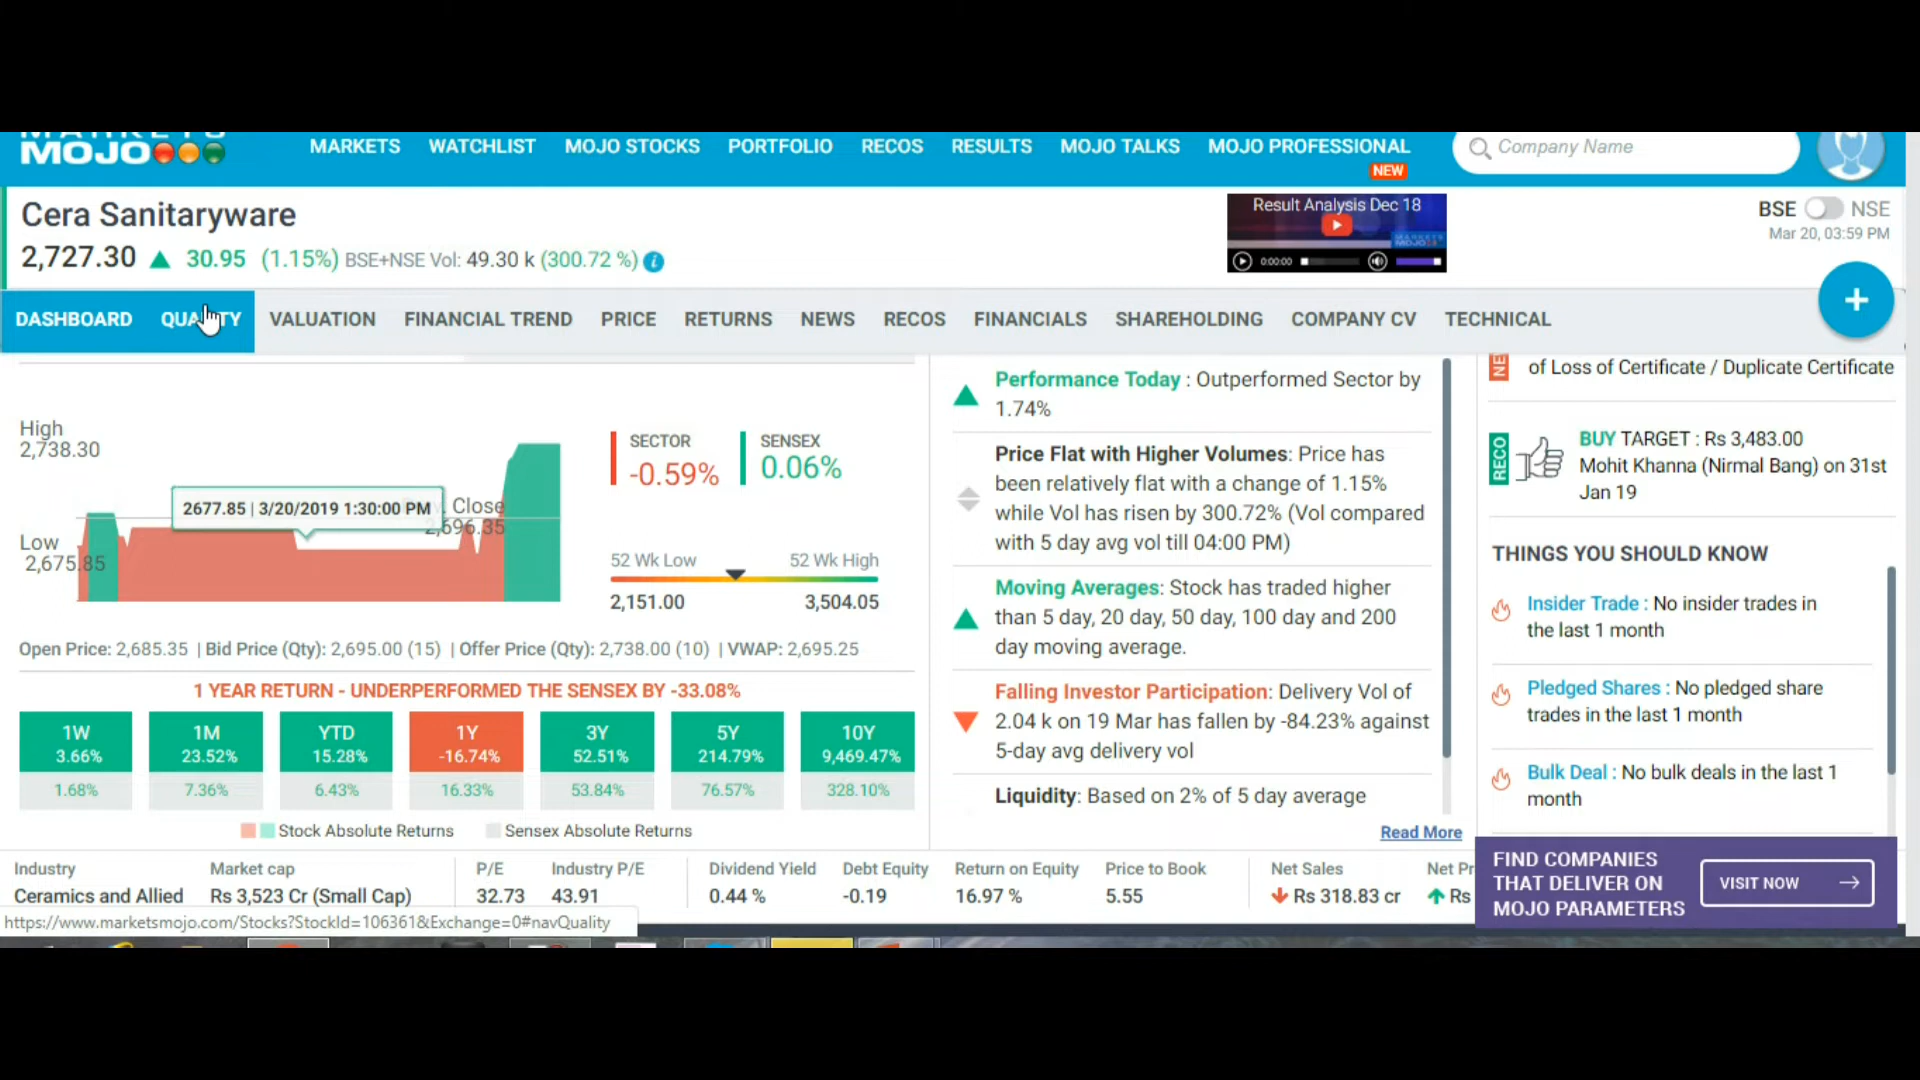 MARKETS
MOJO
MARKETS WATCHLIST MOJO STOCKS PORTFOLIO RECOS RESULTS MOJO TALKS MOJO PROFESSIONAL
NEW
Company Name
Cera Sanitaryware
2,727.30 30.95 (1.15%) BSE+NSE Vol: 49.30 k (300.72 %)
Result Analysis Dec 18
MARKETS
MOJO
0:00:00
BSE NSE
Mar 20, 03:59 PM
DASHBOARD QUALITY VALUATION FINANCIAL TREND PRICE RETURNS NEWS RECOS FINANCIALS SHAREHOLDING COMPANY CV TECHNICAL
High
2,738.30
2677.85 | 3/20/2019 1:30:00 PM
. Close
2,696.35
Low
2,675.85
SECTOR
-0.59%
SENSEX
0.06%
52 Wk Low 52 Wk High
2,151.00 3,504.05
Open Price: 2,685.35 | Bid Price (Qty): 2,695.00 (15) | Offer Price (Qty): 2,738.00 (10) | VWAP: 2,695.25
1 YEAR RETURN - UNDERPERFORMED THE SENSEX BY -33.08%
1W 1M YTD 1Y 3Y 5Y 10Y
3.66% 23.52% 15.28% -16.74% 52.51% 214.79% 9,469.47%
1.68% 7.36% 6.43% 16.33% 53.84% 76.57% 328.10%
Stock Absolute Returns Sensex Absolute Returns
Performance Today : Outperformed Sector by
1.74%
Price Flat with Higher Volumes: Price has
been relatively flat with a change of 1.15%
while Vol has risen by 300.72% (Vol compared
with 5 day avg vol till 04:00 PM)
Moving Averages: Stock has traded higher
than 5 day, 20 day, 50 day, 100 day and 200
day moving average.
Falling Investor Participation: Delivery Vol of
2.04 k on 19 Mar has fallen by -84.23% against
5-day avg delivery vol
Liquidity: Based on 2% of 5 day average
Read More
NE
of Loss of Certificate / Duplicate Certificate
RECO
BUY TARGET : Rs 3,483.00
Mohit Khanna (Nirmal Bang) on 31st
Jan 19
THINGS YOU SHOULD KNOW
Insider Trade : No insider trades in
the last 1 month
Pledged Shares : No pledged share
trades in the last 1 month
Bulk Deal : No bulk deals in the last 1
month
Industry Market cap P/E Industry P/E Dividend Yield Debt Equity Return on Equity Price to Book Net Sales Net Pr
Ceramics and Allied Rs 3,523 Cr (Small Cap) 32.73 43.91 0.44 % -0.19 16.97 % 5.55 Rs 318.83 cr Rs
FIND COMPANIES
THAT DELIVER ON
MOJO PARAMETERS
VISIT NOW
https://www.marketsmojo.com/Stocks?StockId=106361&Exchange=0#navQuality